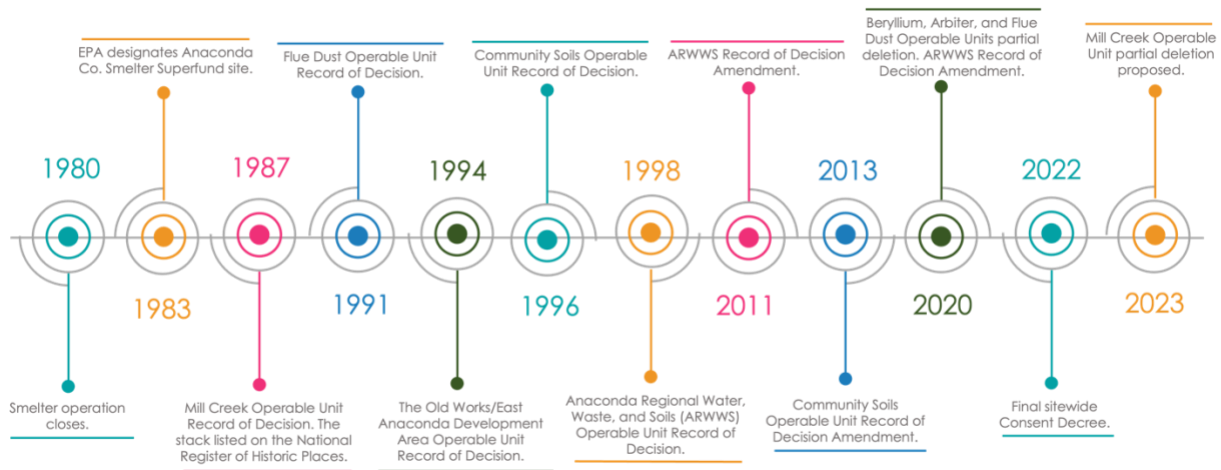 EPA designates Anaconda
Co. Smelter Superfund site.
Flue Dust Operable Unit
Record of Decision.
Community Soils Operable
Unit Record of Decision.
ARWWS Record of Decision
Amendment.
Beryllium, Arbiter, and Flue
Dust Operable Units partial
deletion. ARWWS Record of
Decision Amendment.
Mill Creek Operable
Unit partial deletion
proposed.
1980
1983
1987
1991
1994
1996
1998
2011
2013
2020
2022
2023
Smelter operation
closes.
Mill Creek Operable Unit
Record of Decision. The
stack listed on the National
Register of Historic Places.
The Old Works/East
Anaconda Development
Area Operable Unit
Record of Decision.
Anaconda Regional Water,
Waste, and Soils (ARWWS)
Operable Unit Record of
Decision.
Community Soils
Operable Unit Record of
Decision Amendment.
Final sitewide
Consent Decree.